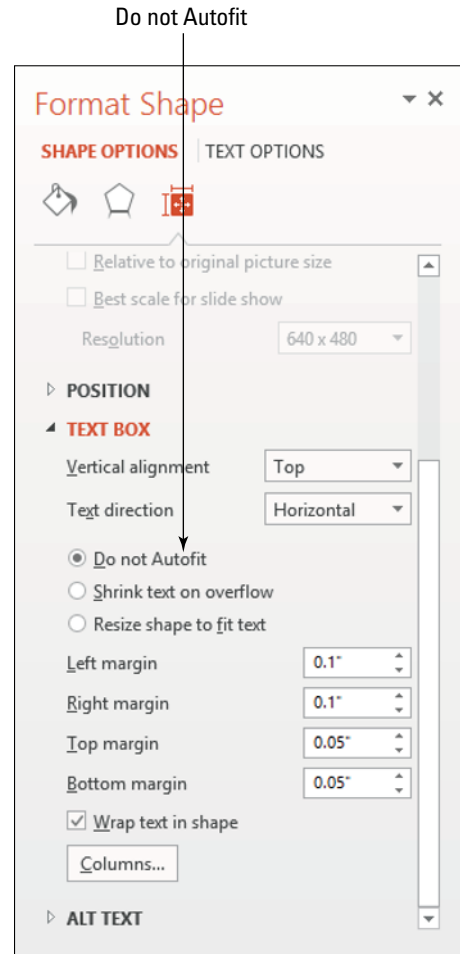 Do not Autofit
Format Shape
SHAPE OPTIONS TEXT OPTIONS
Relative to original picture size
Best scale for slide show
Resolution 640 x 480
POSITION
TEXT BOX
Vertical alignment Top
Text direction Horizontal
Do not Autofit
Shrink text on overflow
Resize shape to fit text
Left margin 0.1"
Right margin 0.1"
Top margin 0.05"
Bottom margin 0.05"
Wrap text in shape
Columns...
ALT TEXT